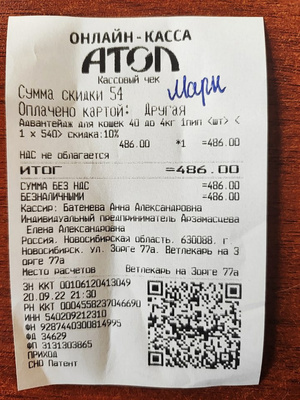 ОНЛАЙН-КАССА
АТОЛ
Кассовый чек
Мари
Сумма скидки 54
Оплачено картой: Другая
Адвантейдж для кошек 40 до 4кг 1пип <шт> <
1 x 540> скидка:10%
486.00 *1 =486.00
НДС не облагается
ИТОГ =486.00
СУММА БЕЗ НДС =486.00
БЕЗНАЛИЧНЫМИ =486.00
Кассир: Батенева Анна Александровна
Индивидуальный предприниматель Арзамасцева
Елена Александровна
Россия. Новосибирская область. 630088. г
Новосибирск. ул. Зорге 77а. Ветлекарь на З
орге 77а
Место расчетов Ветлекарь на Зорге 77а
ЗН ККТ 00106120413049
20.09.22 21:30
РН ККТ 0004558237046690
ИНН 540209212310
ФН 9287440300814995
ФД 34629
ФП 3131303865
ПРИХОД
СНО Патент